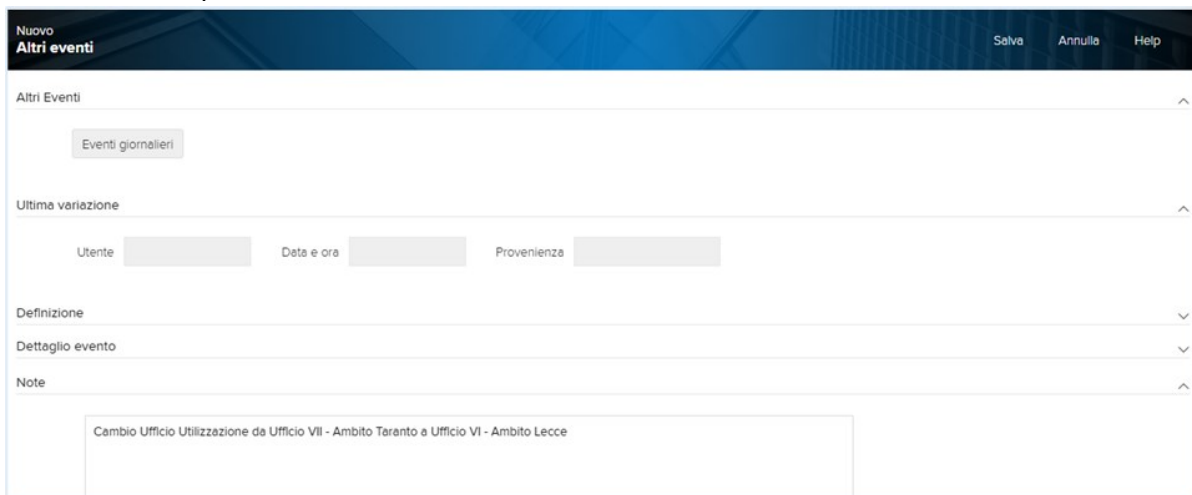 Nuovo
Altri eventi
Salva Annulla Help
Altri Eventi
Eventi giornalieri
Ultima variazione
Utente Data e ora Provenienza
Definizione
Dettaglio evento
Note
Cambio Ufficio Utilizzazione da Ufficio VII - Ambito Taranto a Ufficio VI - Ambito Lecce